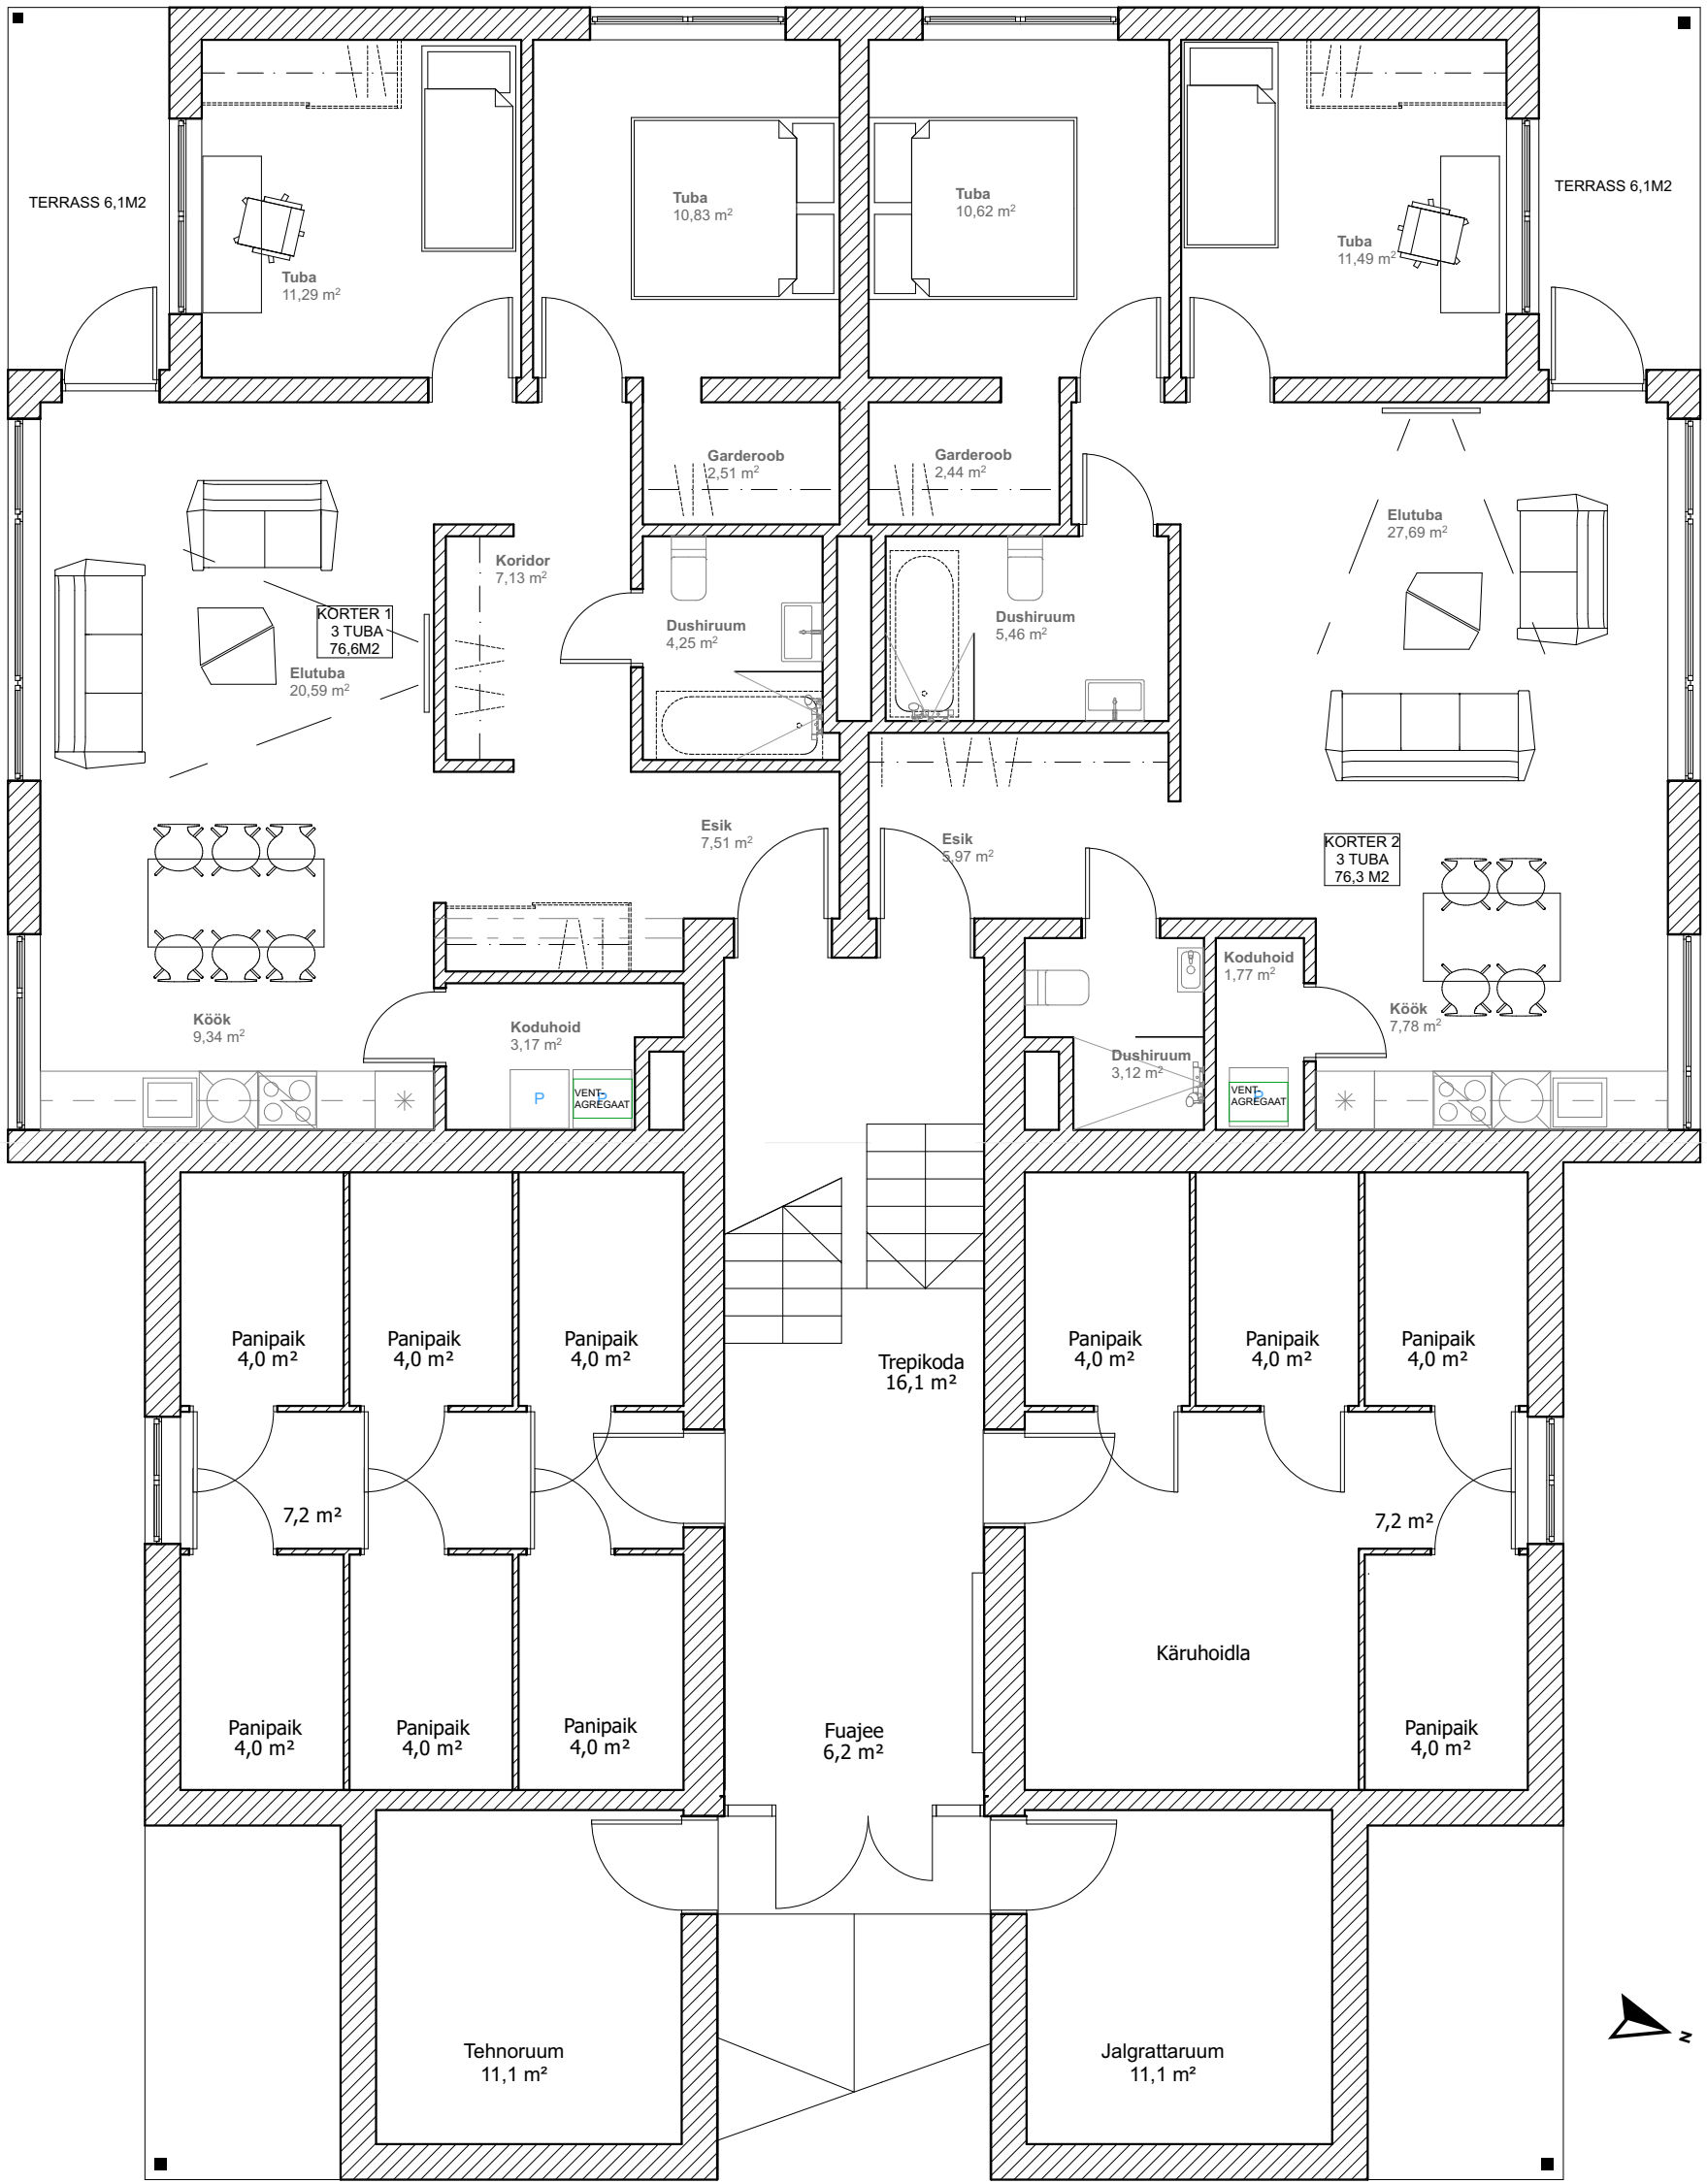 TERRASS 6,1M2
Tuba
11,29 m²
Tuba
10,83 m²
Tuba
10,62 m²
Tuba
11,49 m²
TERRASS 6,1M2
Garderoob
2,51 m²
Garderoob
2,44 m²
Elutuba
27,69 m²
Koridor
7,13 m²
KORTER 1
3 TUBA
76,6M2
Elutuba
20,59 m²
Dushiruum
4,25 m²
Dushiruum
5,46 m²
Esik
7,51 m²
Esik
5,97 m²
KORTER 2
3 TUBA
76,3 M2
Köök
9,34 m²
Koduhoid
3,17 m²
P
P
VENT-
AGREGAAT
Dushiruum
3,12 m²
Koduhoid
1,77 m²
P
VENT-
AGREGAAT
Köök
7,78 m²
Panipaik
4,0 m²
Panipaik
4,0 m²
Panipaik
4,0 m²
Trepikoda
16,1 m²
Panipaik
4,0 m²
Panipaik
4,0 m²
Panipaik
4,0 m²
7,2 m²
7,2 m²
Käruhoidla
Panipaik
4,0 m²
Panipaik
4,0 m²
Panipaik
4,0 m²
Fuajee
6,2 m²
Panipaik
4,0 m²
Tehnoruum
11,1 m²
Jalgrattaruum
11,1 m²
N